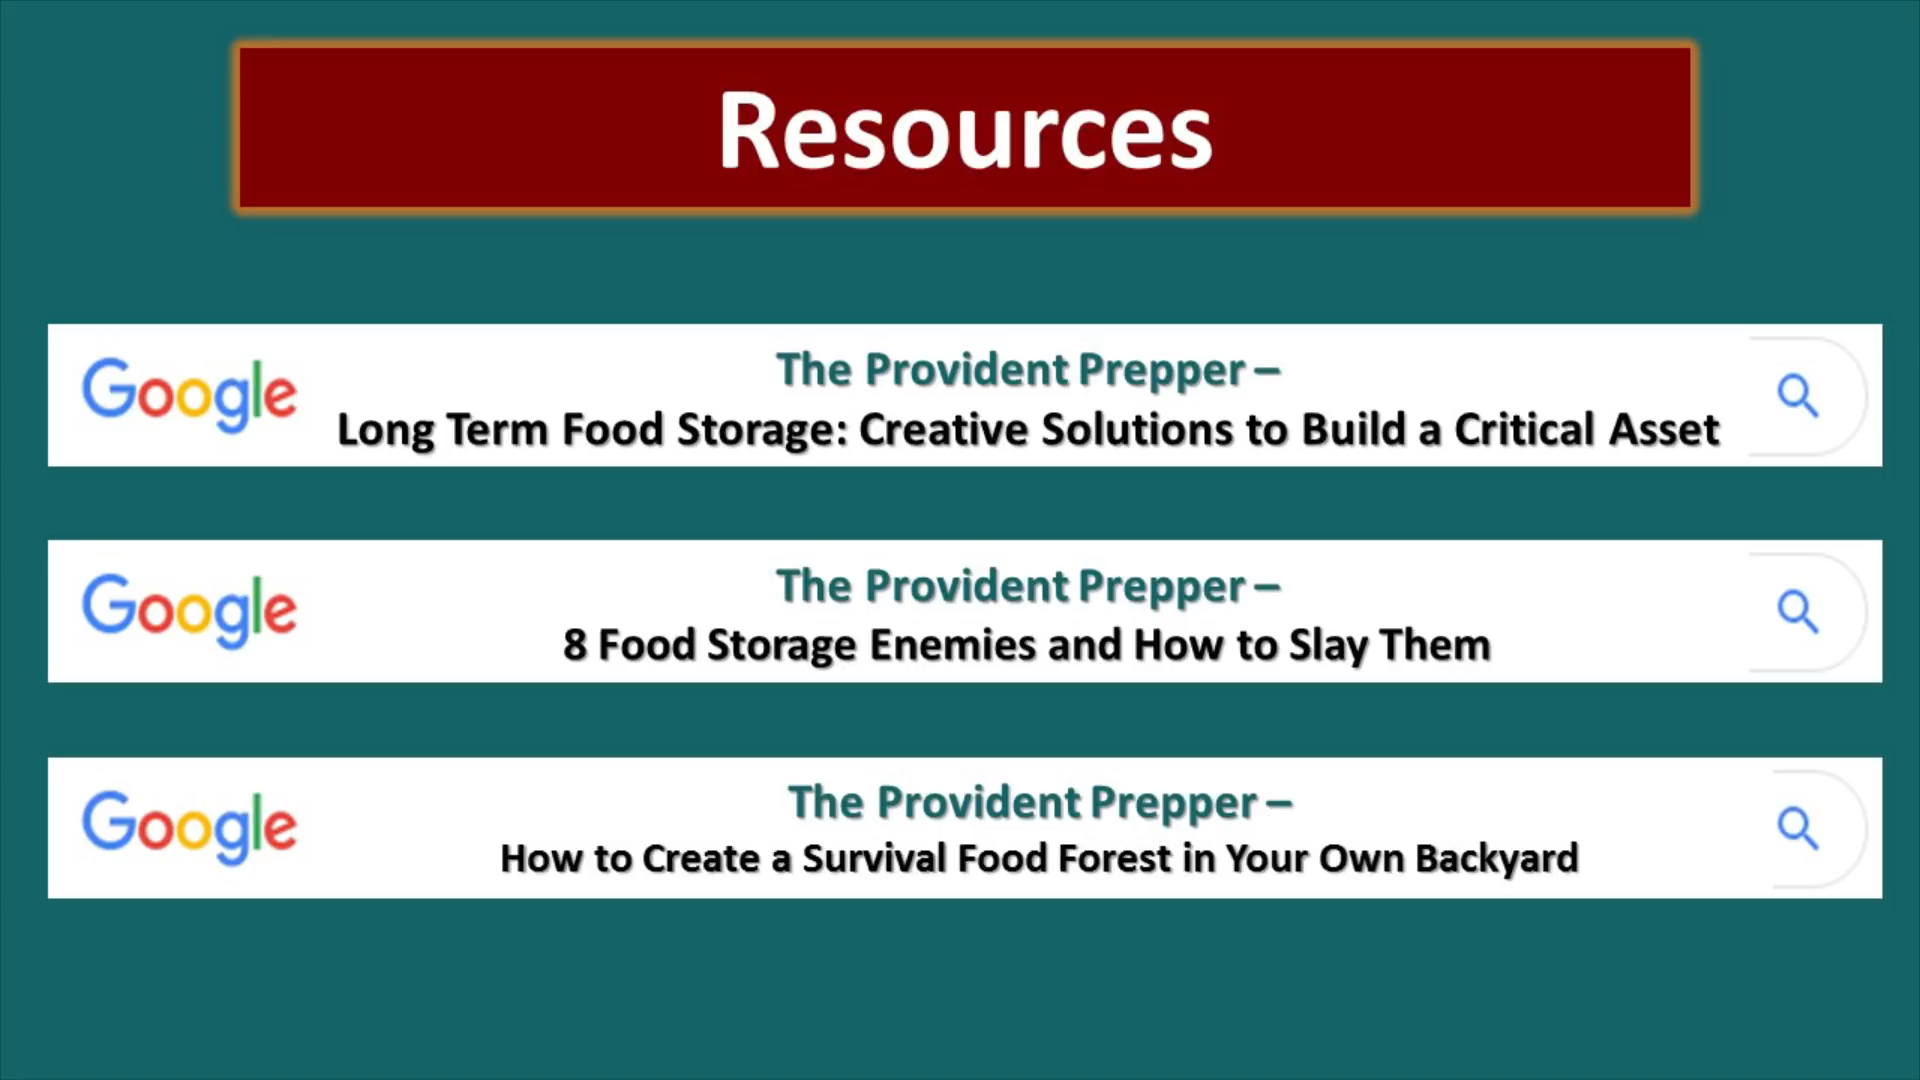 Resources
Google
The Provident Prepper –
Long Term Food Storage: Creative Solutions to Build a Critical Asset
Google
The Provident Prepper –
8 Food Storage Enemies and How to Slay Them
Google
The Provident Prepper –
How to Create a Survival Food Forest in Your Own Backyard